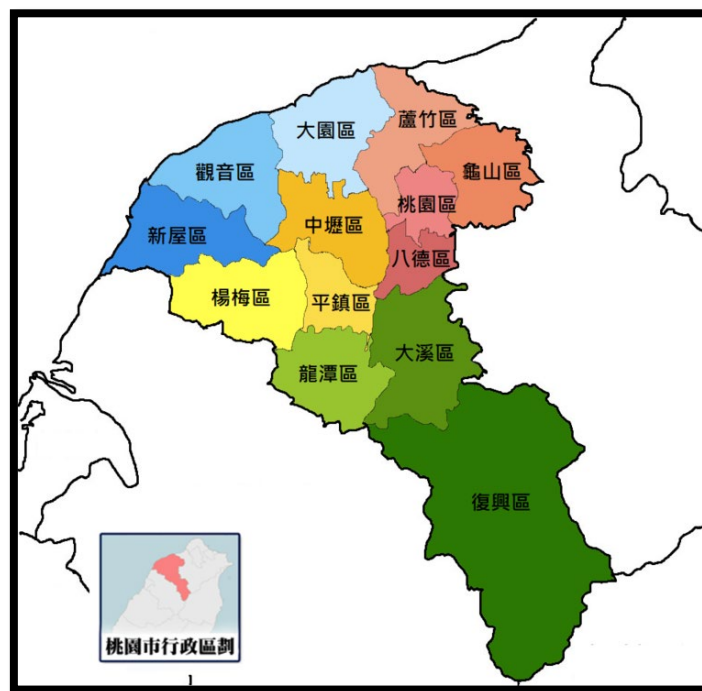 蘆竹區
大園區
龜山區
觀音區
桃園區
中壢區
新屋區
八德區
楊梅區
平鎮區
大溪區
龍潭區
復興區
桃園市行政區劃
1